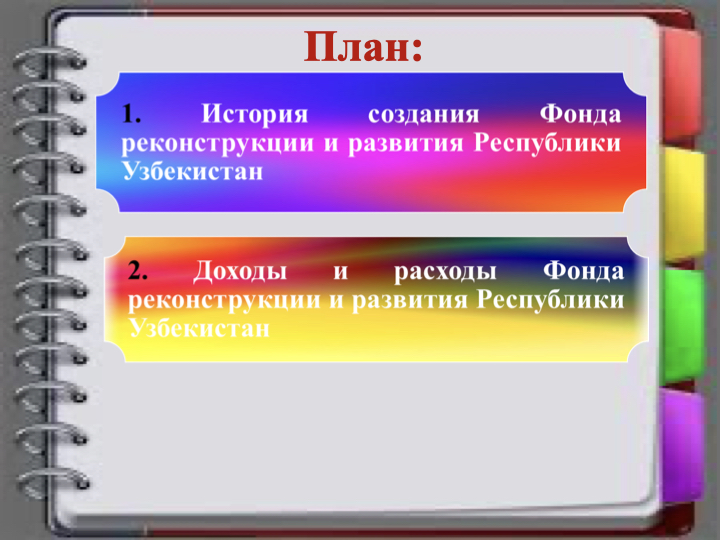 План:
1. История создания Фонда
реконструкции и развития Республики
Узбекистан
2. Доходы и расходы Фонда
реконструкции и развития Республики
Узбекистан